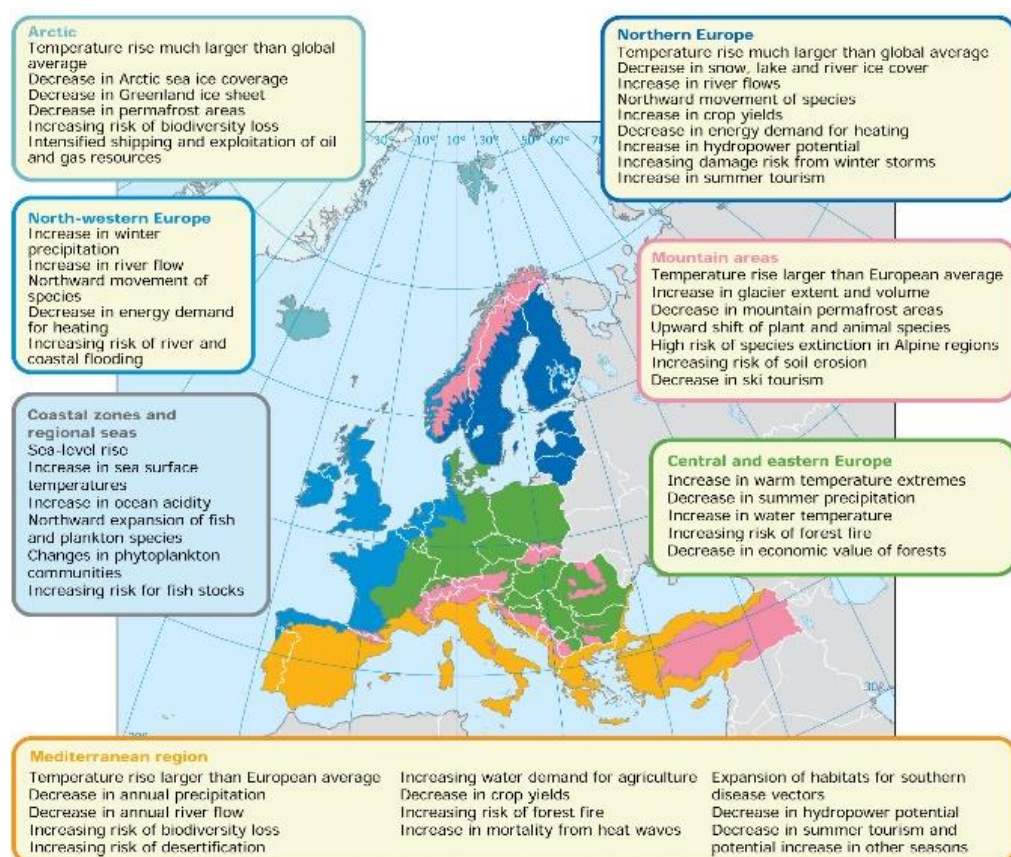 Arctic
Temperature rise much larger than global
average
Decrease in Arctic sea ice coverage
Decrease in Greenland ice sheet
Decrease in permafrost areas
Increasing risk of biodiversity loss
Intensified shipping and exploitation of oil
and gas resources
Northern Europe
Temperature rise much larger than global average
Decrease in snow, lake and river ice cover
Increase in river flows
Northward movement of species
Increase in crop yields
Decrease in energy demand for heating
Increase in hydropower potential
Increasing damage risk from winter storms
Increase in summer tourism
North-western Europe
Increase in winter
precipitation
Increase in river flow
Northward movement of
species
Decrease in energy demand
for heating
Increasing risk of river and
coastal flooding
Mountain areas
Temperature rise larger than European average
Increase in glacier extent and volume
Decrease in mountain permafrost areas
Upward shift of plant and animal species
High risk of species extinction in Alpine regions
Increasing risk of soil erosion
Decrease in ski tourism
Coastal zones and
regional seas
Sea-level rise
Increase in sea surface
temperatures
Increase in ocean acidity
Northward expansion of fish
and plankton species
Changes in phytoplankton
communities
Increasing risk for fish stocks
Central and eastern Europe
Increase in warm temperature extremes
Decrease in summer precipitation
Increase in water temperature
Increasing risk of forest fire
Decrease in economic value of forests
Mediterranean region
Temperature rise larger than European average
Decrease in annual precipitation
Decrease in annual river flow
Increasing risk of biodiversity loss
Increasing risk of desertification
Increasing water demand for agriculture
Decrease in crop yields
Increasing risk of forest fire
Increase in mortality from heat waves
Expansion of habitats for southern
disease vectors
Decrease in hydropower potential
Decrease in summer tourism and
potential increase in other seasons